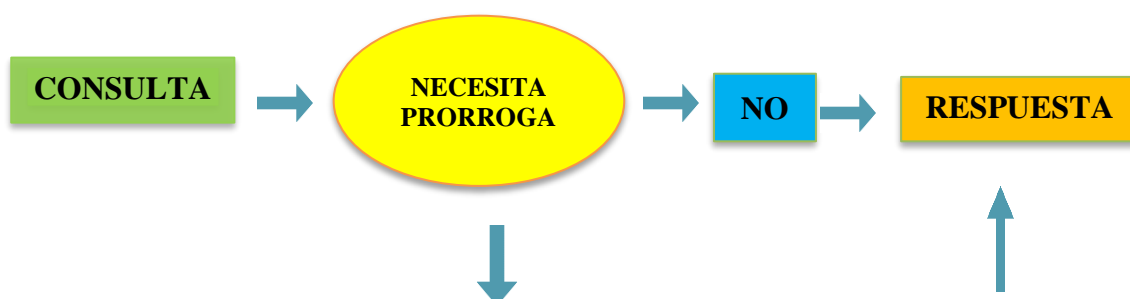 CONSULTA
NECESITA
PRORROGA
NO
RESPUESTA